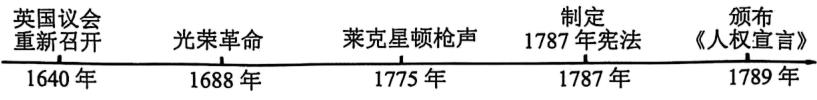 英国议会
重新召开
光荣革命
莱克星顿枪声
制定
1787年宪法
颁布
《人权宣言》
1640年
1688年
1775年
1787年
1789年